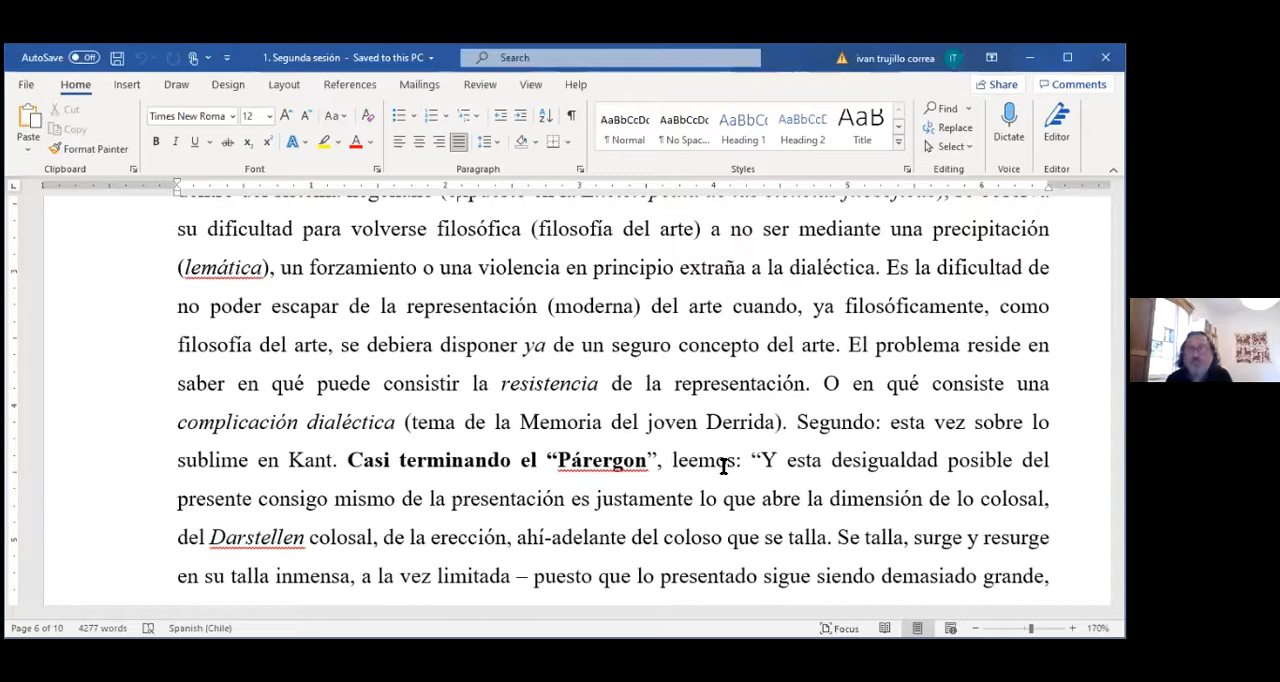 AutoSave Off 1. Segunda sesión - Saved to this PC Search ivan trujillo correa IT
File Home Insert Draw Design Layout References Mailings Review View Help Share Comments
Paste Cut Copy Format Painter Clipboard
Times New Roma 12 Font
Paragraph
AaBbCcDc AaBbCcDc AaBbCc AaBbCcD AaB
¶ Normal ¶ No Spac... Heading 1 Heading 2 Title
Styles
Find Replace Select Editing
Dictate Voice
Editor Editor
1 2 3 4 5 6
su dificultad para volverse filosófica (filosofía del arte) a no ser mediante una precipitación
(lemática), un forzamiento o una violencia en principio extraña a la dialéctica. Es la dificultad de
no poder escapar de la representación (moderna) del arte cuando, ya filosóficamente, como
filosofía del arte, se debiera disponer ya de un seguro concepto del arte. El problema reside en
saber en qué puede consistir la resistencia de la representación. O en qué consiste una
complicación dialéctica (tema de la Memoria del joven Derrida). Segundo: esta vez sobre lo
sublime en Kant. Casi terminando el “Párergon”, leemos: “Y esta desigualdad posible del
presente consigo mismo de la presentación es justamente lo que abre la dimensión de lo colosal,
del Darstellen colosal, de la erección, ahí-adelante del coloso que se talla. Se talla, surge y resurge
en su talla inmensa, a la vez limitada – puesto que lo presentado sigue siendo demasiado grande,
Page 6 of 10 4277 words Spanish (Chile) Focus 170%